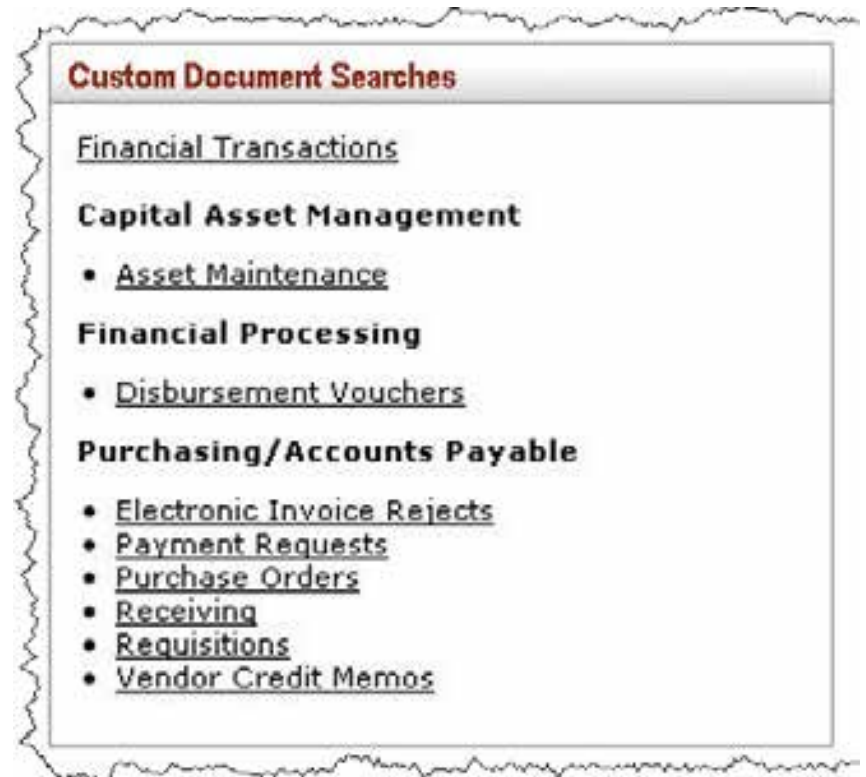 Custom Document Searches
Financial Transactions
Capital Asset Management
• Asset Maintenance
Financial Processing
• Disbursement Vouchers
Purchasing/Accounts Payable
• Electronic Invoice Rejects
• Payment Requests
• Purchase Orders
• Receiving
• Requisitions
• Vendor Credit Memos